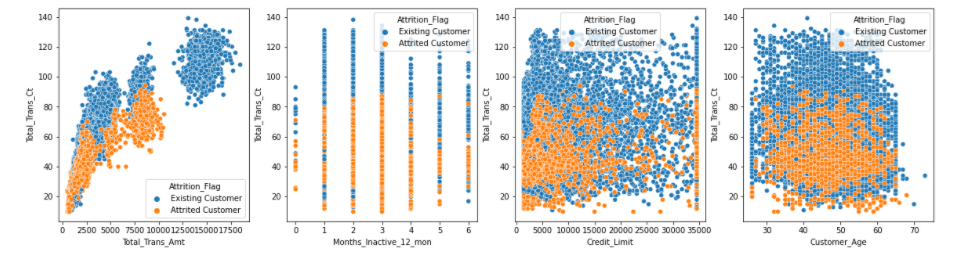 Total_Trans_Ct
140
120
100
80
60
40
20
0 2500 5000 7500 10000 12500 15000 17500
Total_Trans_Amt
Attrition_Flag
Existing Customer
Attrited Customer
Total_Trans_Ct
140
120
100
80
60
40
20
Attrition_Flag
Existing Customer
Attrited Customer
0 1 2 3 4 5 6
Months_Inactive_12_mon
Total_Trans_Ct
140
120
100
80
60
40
20
Attrition_Flag
Existing Customer
Attrited Customer
5000 10000 15000 20000 25000 30000 35000
Credit_Limit
Total_Trans_Ct
140
120
100
80
60
40
20
Attrition_Flag
Existing Customer
Attrited Customer
30 40 50 60 70
Customer_Age